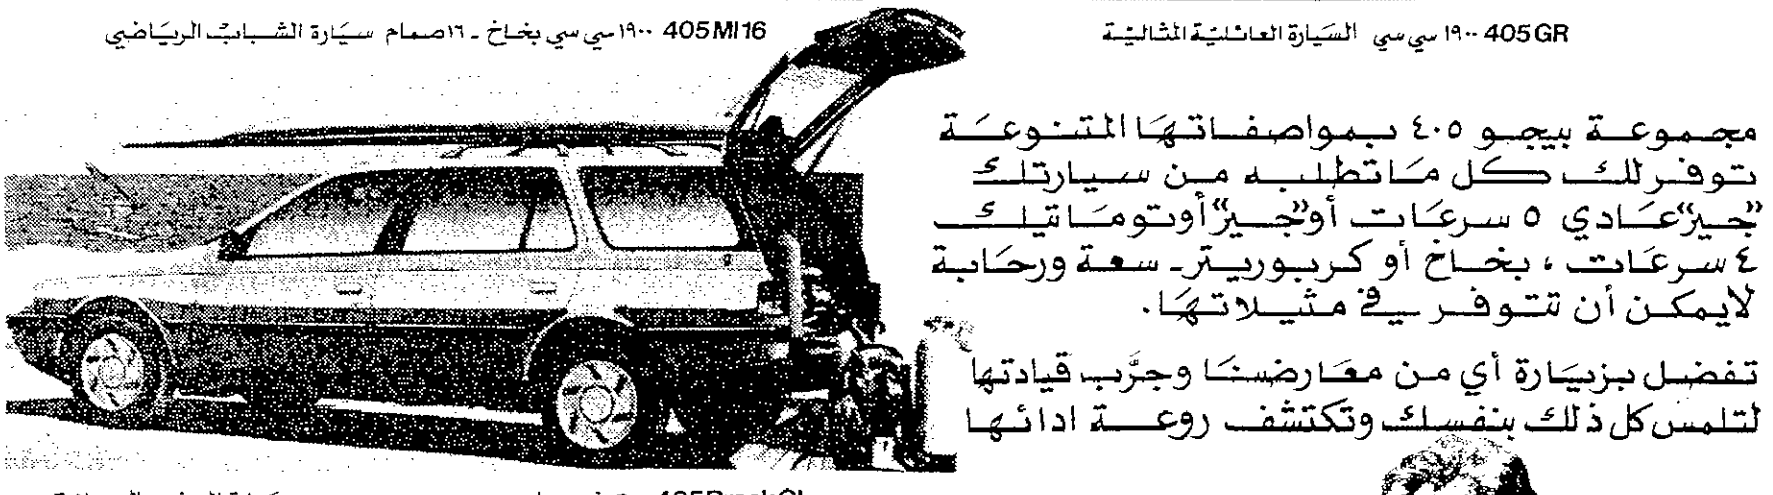 405 GR ١٩٠٠ سي سي السيارة العائلية المثالية
405 MI 16 ١٩٠٠ سي سي بخاخ - ١٦ صمام سيارة الشباب الرياضي
مجموعة بيجو ٤٠٥ بمواصفاتها المتنوعة
توفر لك كل ما تطلبه من سيارتك
"جير" عادي ٥ سرعات أو "جير" أوتوماتيك
٤ سرعات ، بخاخ أو كربوريتر - سعة ورحابة
لا يمكن أن تتوفر في مثيلاتها .
تفضل بزيارة أي من معارضنا وجرَّب قيادتها
لتلمس كل ذلك بنفسك وتكتشف روعة ادائها